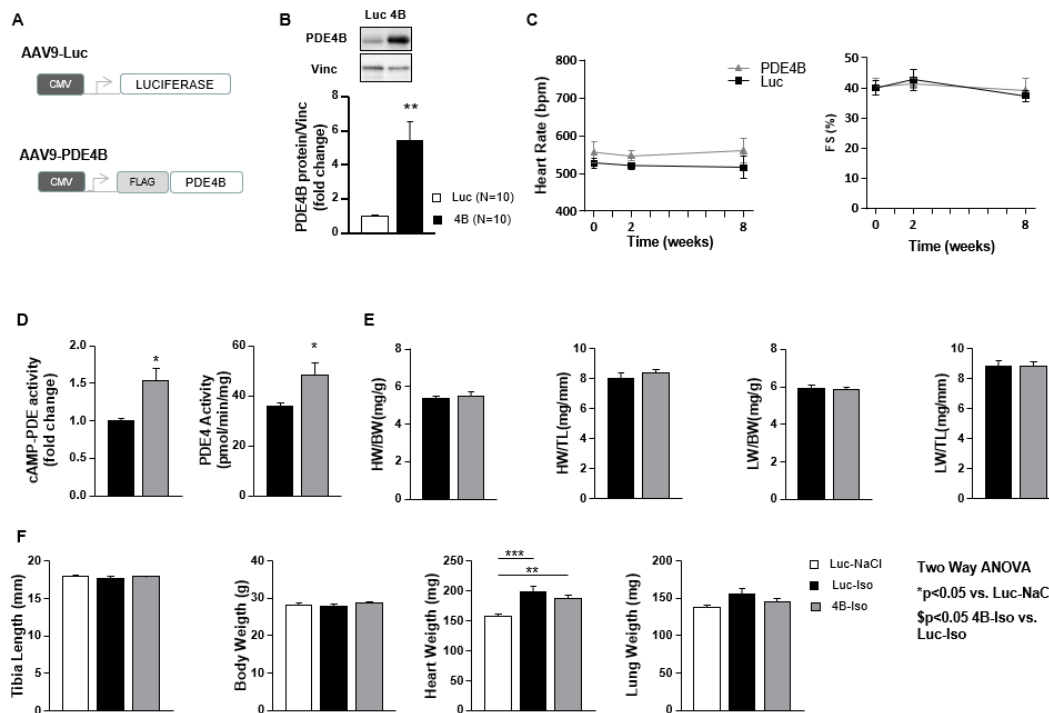 A
AAV9-Luc
CMV
LUCIFERASE
AAV9-PDE4B
CMV
FLAG
PDE4B
B
Luc 4B
PDE4B
Vinc
PDE4B protein/Vinc
(fold change)
8
6
4
2
0
**
Luc (N=10)
4B (N=10)
C
Heart Rate (bpm)
800
700
600
500
400
0 2 8
Time (weeks)
PDE4B
Luc
FS (%)
50
40
30
20
10
0
0 2 8
Time (weeks)
D
cAMP-PDE activity
(fold change)
2.0
1.5
1.0
0.5
0.0
*
PDE4 Activity
(pmol/min/mg)
60
40
20
0
*
E
HW/BW(mg/g)
8
6
4
2
0
HW/TL(mg/mm)
10
8
6
4
2
0
LW/BW(mg/g)
8
6
4
2
0
LW/TL(mg/mm)
10
8
6
4
2
0
F
Tibia Length (mm)
20
15
10
5
0
Body Weigth (g)
40
30
20
10
0
Heart Weigth (mg)
250
200
150
100
50
0
***
**
Lung Weigth (mg)
200
150
100
50
0
Luc-NaCl
Luc-Iso
4B-Iso
Two Way ANOVA
*p<0.05 vs. Luc-NaC
$p<0.05 4B-Iso vs.
Luc-Iso